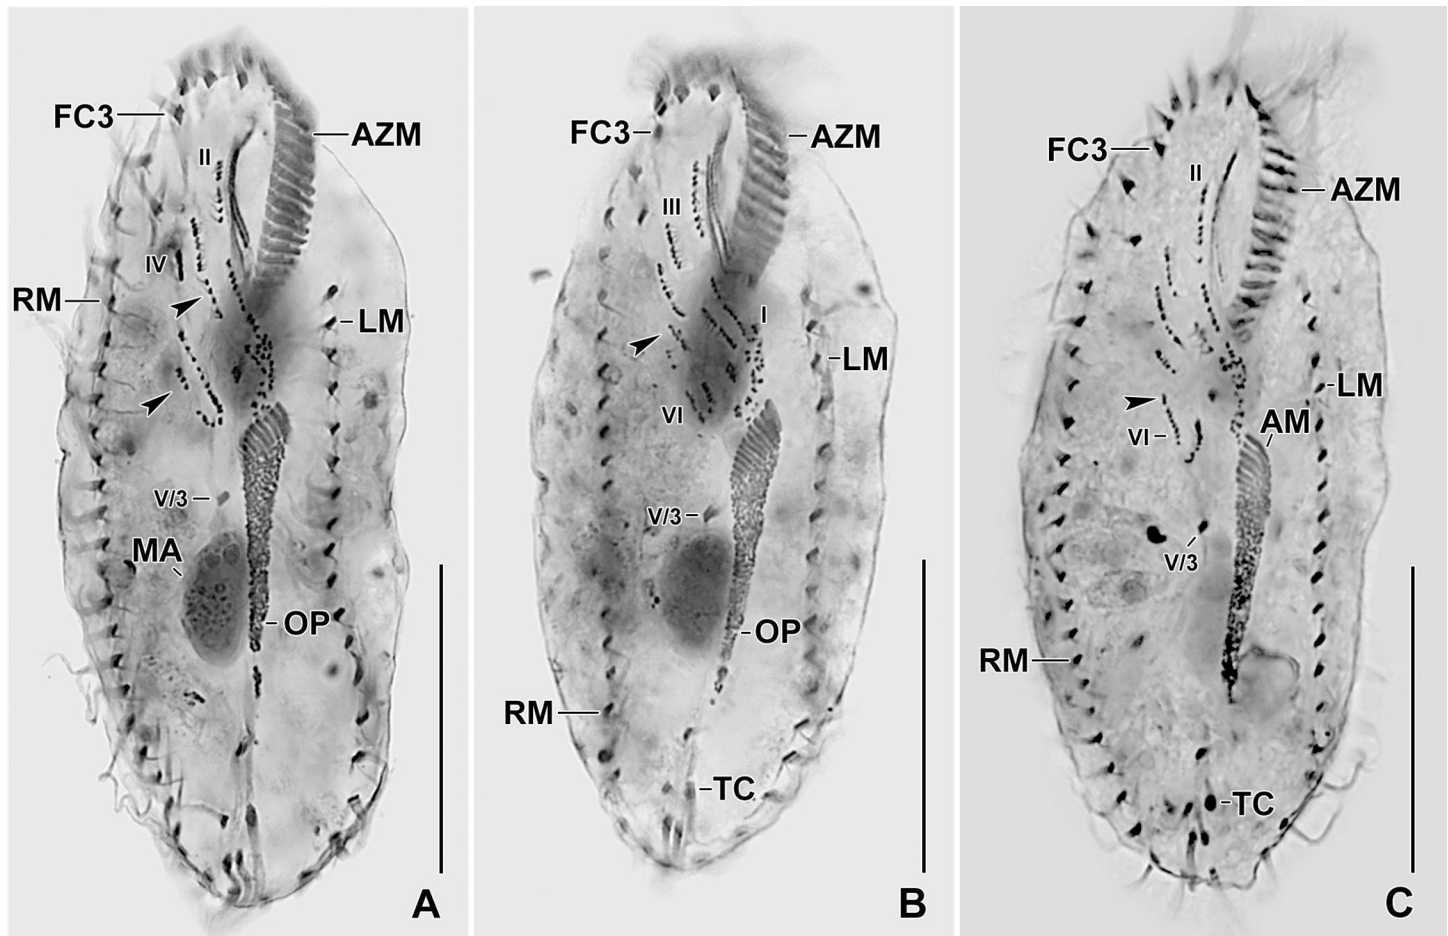 FC3
AZM
II
IV
RM
LM
V/3
MA
OP
A
FC3
AZM
III
I
LM
VI
V/3
OP
RM
TC
B
FC3
AZM
II
LM
AM
VI
V/3
RM
TC
C